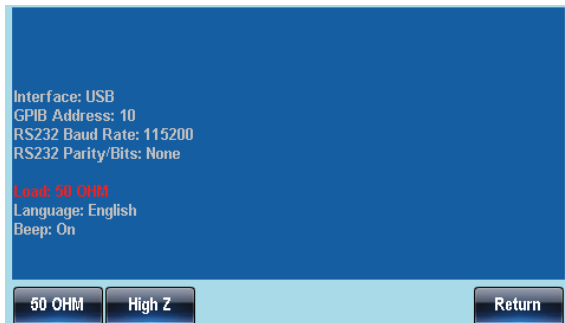 Interface: USB
GPIB Address: 10
RS232 Baud Rate: 115200
RS232 Parity/Bits: None
Load: 50 OHM
Language: English
Beep: On
50 OHM
High Z
Return